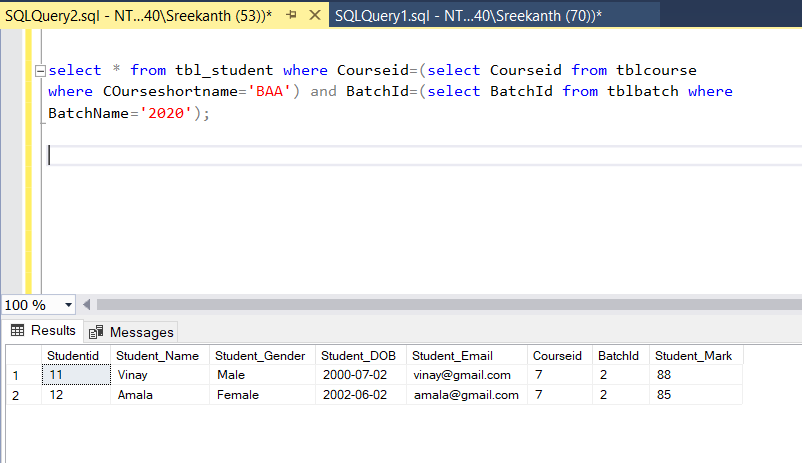 SQLQuery2.sql - NT...40\Sreekanth (53))* SQLQuery1.sql - NT...40\Sreekanth (70))*
select * from tbl_student where Courseid=(select Courseid from tblcourse
where COurseshortname='BAA') and BatchId=(select BatchId from tblbatch where
BatchName='2020');
100 %
Results Messages
Studentid Student_Name Student_Gender Student_DOB Student_Email Courseid BatchId Student_Mark
1 11 Vinay Male 2000-07-02 vinay@gmail.com 7 2 88
2 12 Amala Female 2002-06-02 amala@gmail.com 7 2 85